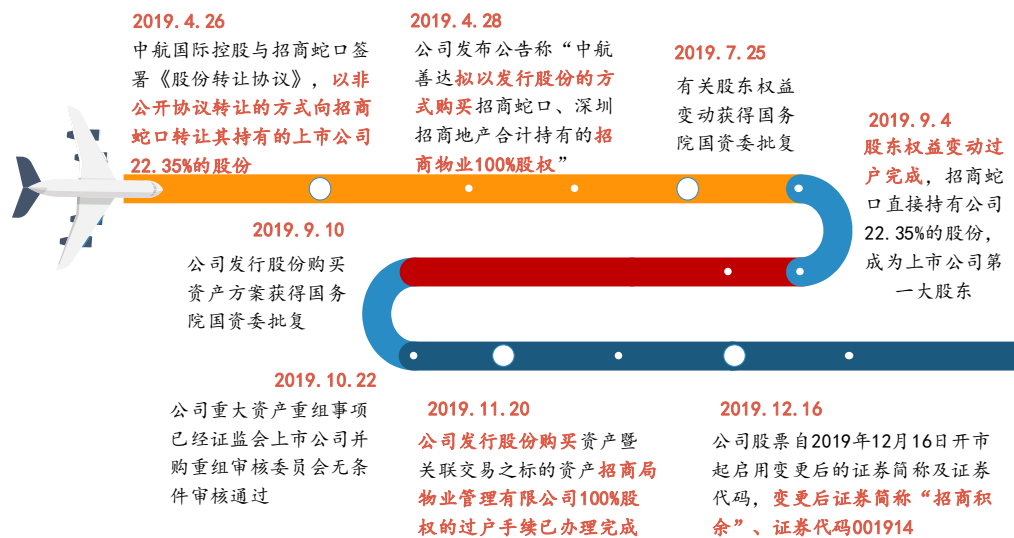 2019.4.26
中航国际控股与招商蛇口签
署《股份转让协议》，以非
公开协议转让的方式向招商
蛇口转让其持有的上市公司
22.35%的股份
2019.4.28
公司发布公告称“中航
善达拟以发行股份的方
式购买招商蛇口、深圳
招商地产合计持有的招
商物业100%股权”
2019.7.25
有关股东权益
变动获得国务
院国资委批复
2019.9.4
股东权益变动过
户完成，招商蛇
口直接持有公司
22.35%的股份，
成为上市公司第
一大股东
2019.9.10
公司发行股份购买
资产方案获得国务
院国资委批复
2019.10.22
公司重大资产重组事项
已经证监会上市公司并
购重组审核委员会无条
件审核通过
2019.11.20
公司发行股份购买资产暨
关联交易之标的资产招商局
物业管理有限公司100%股
权的过户手续已办理完成
2019.12.16
公司股票自2019年12月16日开市
起启用变更后的证券简称及证券
代码，变更后证券简称“招商积
余”、证券代码001914